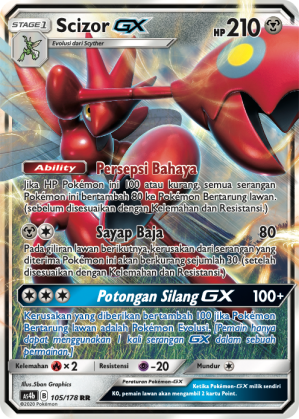 STAGE 1
Scizor GX
HP 210
Evolusi dari Scyther
Ability Persepsi Bahaya
Jika HP Pokémon ini 100 atau kurang, semua serangan
Pokémon ini bertambah 80 ke Pokémon Bertarung lawan.
(sebelum disesuaikan dengan Kelemahan dan Resistansi.)
Sayap Baja 80
Pada giliran lawan berikutnya, kerusakan dari serangan yang
diterima Pokémon ini akan berkurang sejumlah 30 (setelah
disesuaikan dengan Kelemahan dan Resistansi.)
Potongan Silang GX 100+
Kerusakan yang diberikan bertambah 100 jika Pokémon
Bertarung lawan adalah Pokémon Evolusi. (Pemain hanya
dapat menggunakan 1 kali serangan GX dalam sebuah
pertarungan.)
Kelemahan ×2 Resistansi -20 Mundur
Illus. 5ban Graphics
Peraturan Pokémon-GX
AS4b B 105/178 RR
©2020 Pokémon
Ketika Pokémon-GX milik sendiri
KO, pemain lawan akan mengambil 2 lembar Kartu Poin.